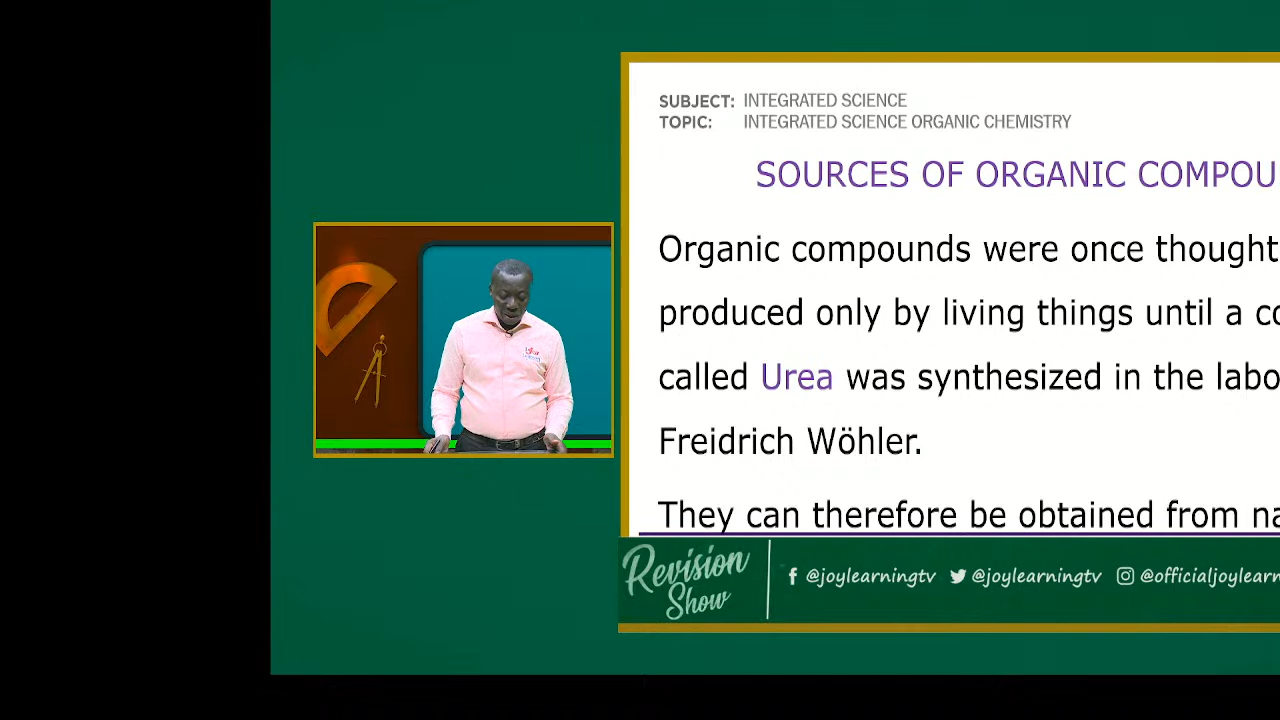 SUBJECT: INTEGRATED SCIENCE
TOPIC: INTEGRATED SCIENCE ORGANIC CHEMISTRY
SOURCES OF ORGANIC COMPOU
Organic compounds were once thought
produced only by living things until a co
called Urea was synthesized in the labo
Freidrich Wöhler.
They can therefore be obtained from na
Revision Show
@joylearningtv @joylearningtv @officialjoylearn